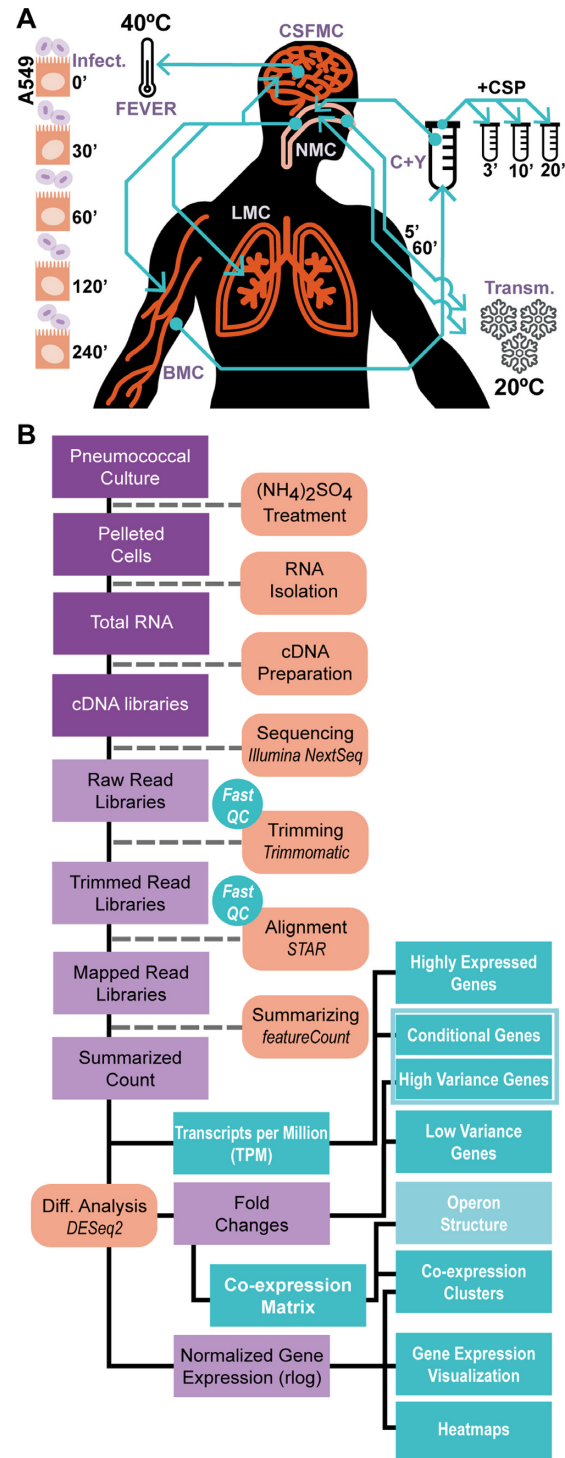 A
40ºC
CSFMC
A549
Infect.
0’
FEVER
+CSP
30’
NMC
C+Y
3’
10’
20’
60’
LMC
5’
60’
120’
Transm.
240’
BMC
20ºC
B
Pneumococcal
Culture
(NH4)2SO4
Treatment
Pelleted
Cells
RNA
Isolation
Total RNA
cDNA
Preparation
cDNA libraries
Sequencing
Illumina NextSeq
Raw Read
Libraries
Fast
QC
Trimming
Trimmomatic
Trimmed Read
Libraries
Fast
QC
Alignment
STAR
Mapped Read
Libraries
Highly Expressed
Genes
Summarizing
featureCount
Conditional Genes
Summarized
Count
High Variance Genes
Transcripts per Million
(TPM)
Low Variance
Genes
Diff. Analysis
DESeq2
Fold
Changes
Operon
Structure
Co-expression
Matrix
Co-expression
Clusters
Normalized Gene
Expression (rlog)
Gene Expression
Visualization
Heatmaps